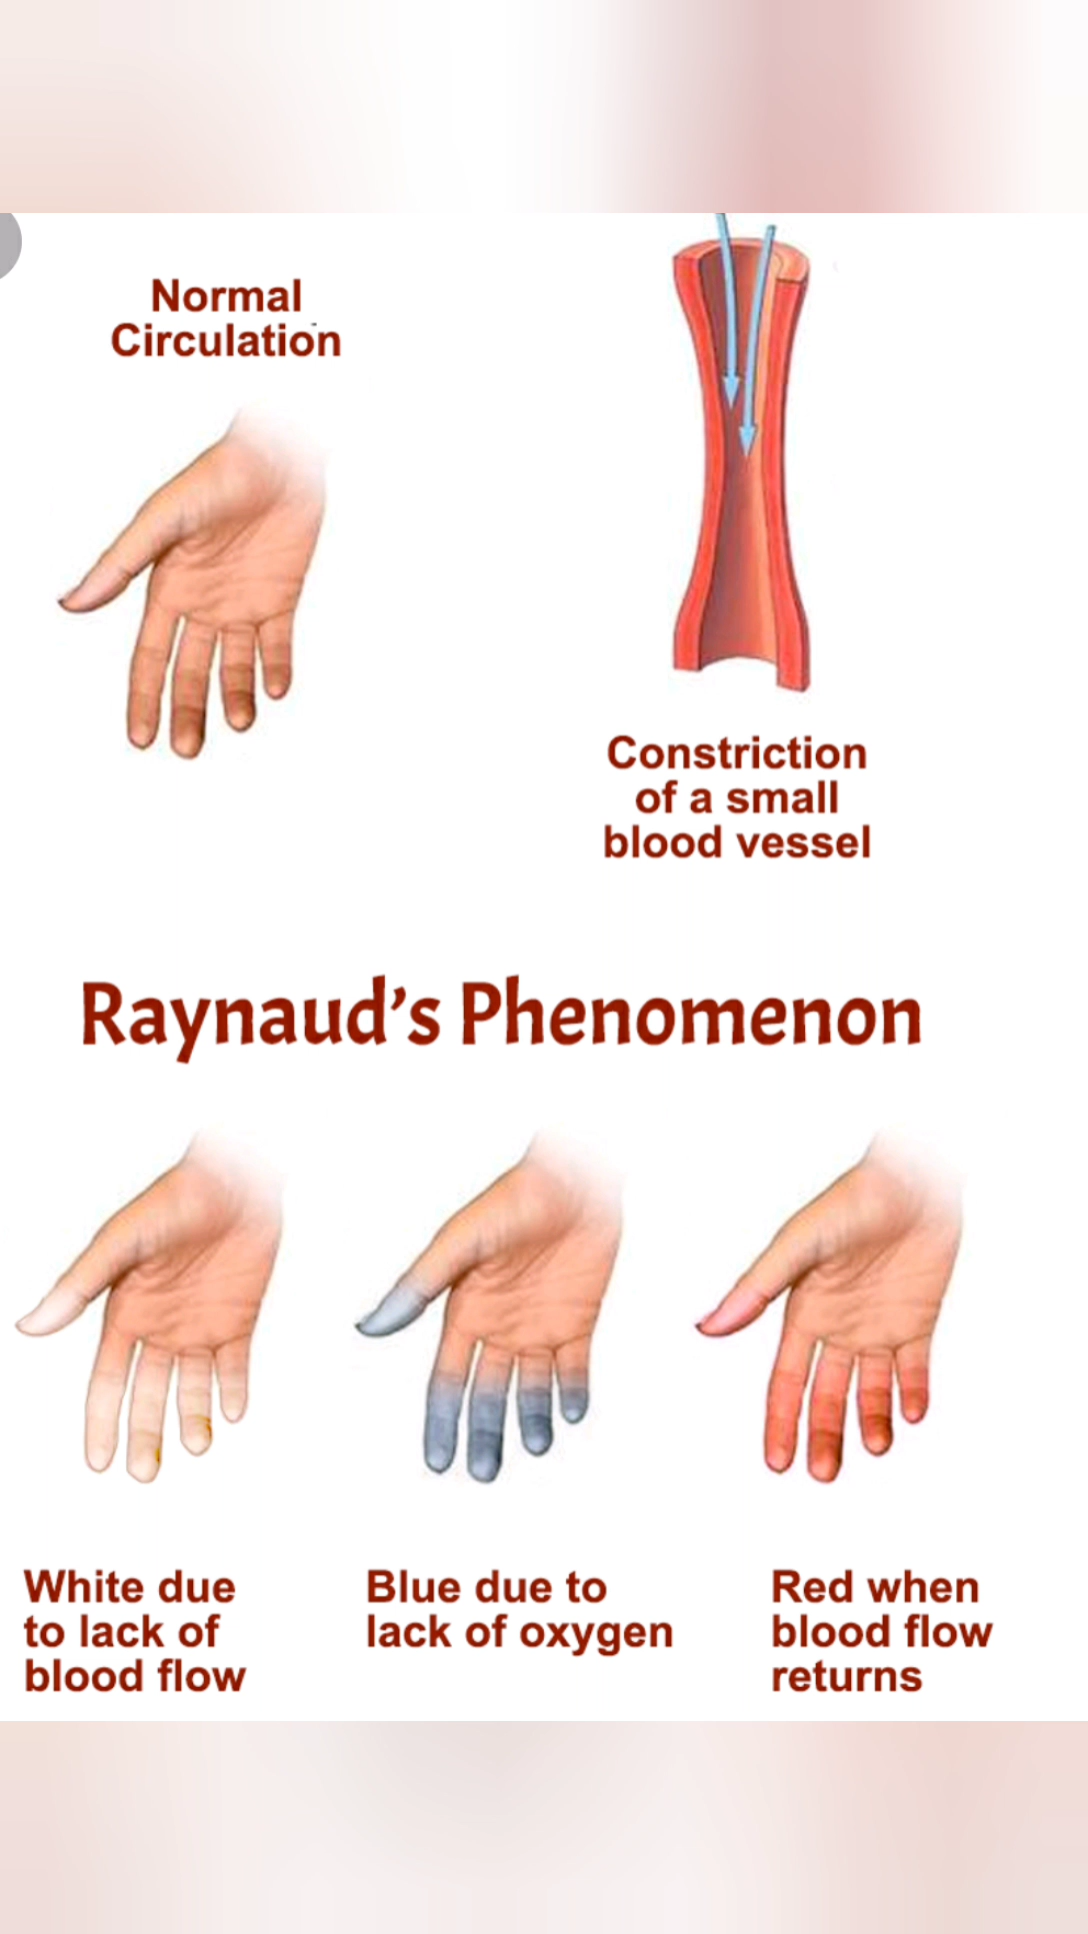 Normal
Circulation
Constriction
of a small
blood vessel
Raynaud’s Phenomenon
White due
to lack of
blood flow
Blue due to
lack of oxygen
Red when
blood flow
returns